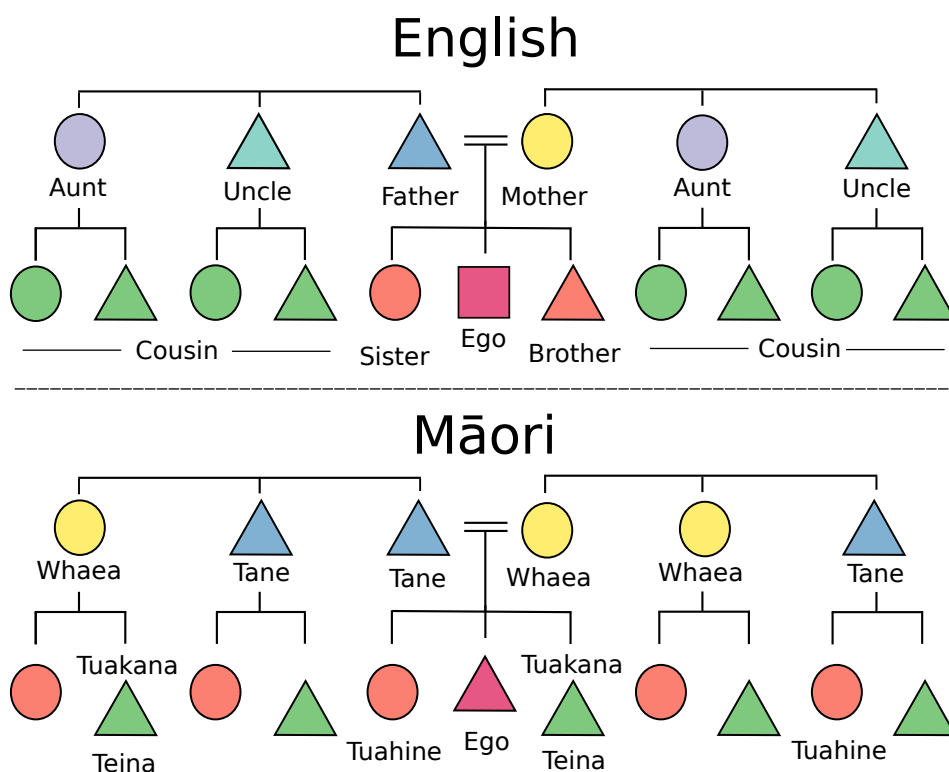 English
Aunt Uncle Father Mother Aunt Uncle
Cousin Sister Ego Brother Cousin
Māori
Whaea Tane Tane Whaea Whaea Tane
Tuakana Tuakana
Teina Tuahine Ego Teina Tuahine